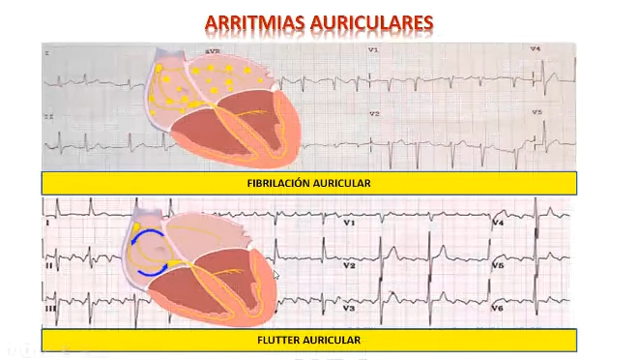 ARRITMIAS AURICULARES
I AVR V1 V4
II V2 V5
FIBRILACIÓN AURICULAR
I V1 V4
II V2 V5
III V3 V6
FLUTTER AURICULAR